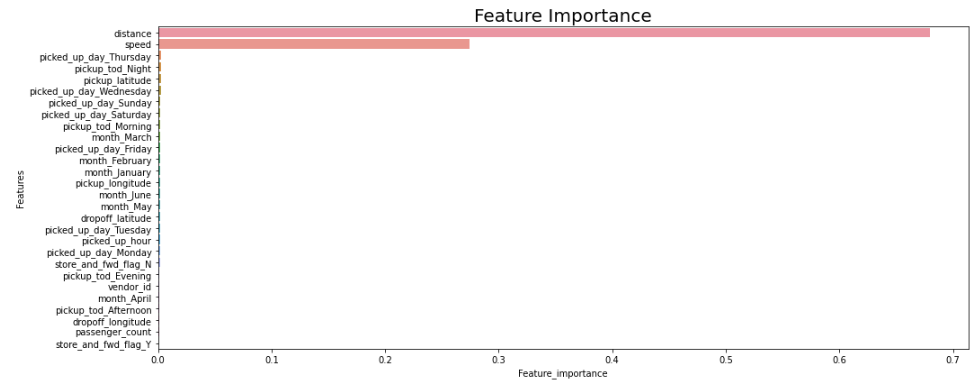 Feature Importance
distance
speed
picked_up_day_Thursday
pickup_tod_Night
pickup_latitude
picked_up_day_Wednesday
picked_up_day_Sunday
picked_up_day_Saturday
pickup_tod_Morning
month_March
picked_up_day_Friday
month_February
month_January
pickup_longitude
month_June
month_May
dropoff_latitude
picked_up_day_Tuesday
picked_up_hour
picked_up_day_Monday
store_and_fwd_flag_N
pickup_tod_Evening
vendor_id
month_April
pickup_tod_Afternoon
dropoff_longitude
passenger_count
store_and_fwd_flag_Y
Features
0.0 0.1 0.2 0.3 0.4 0.5 0.6 0.7
Feature_importance